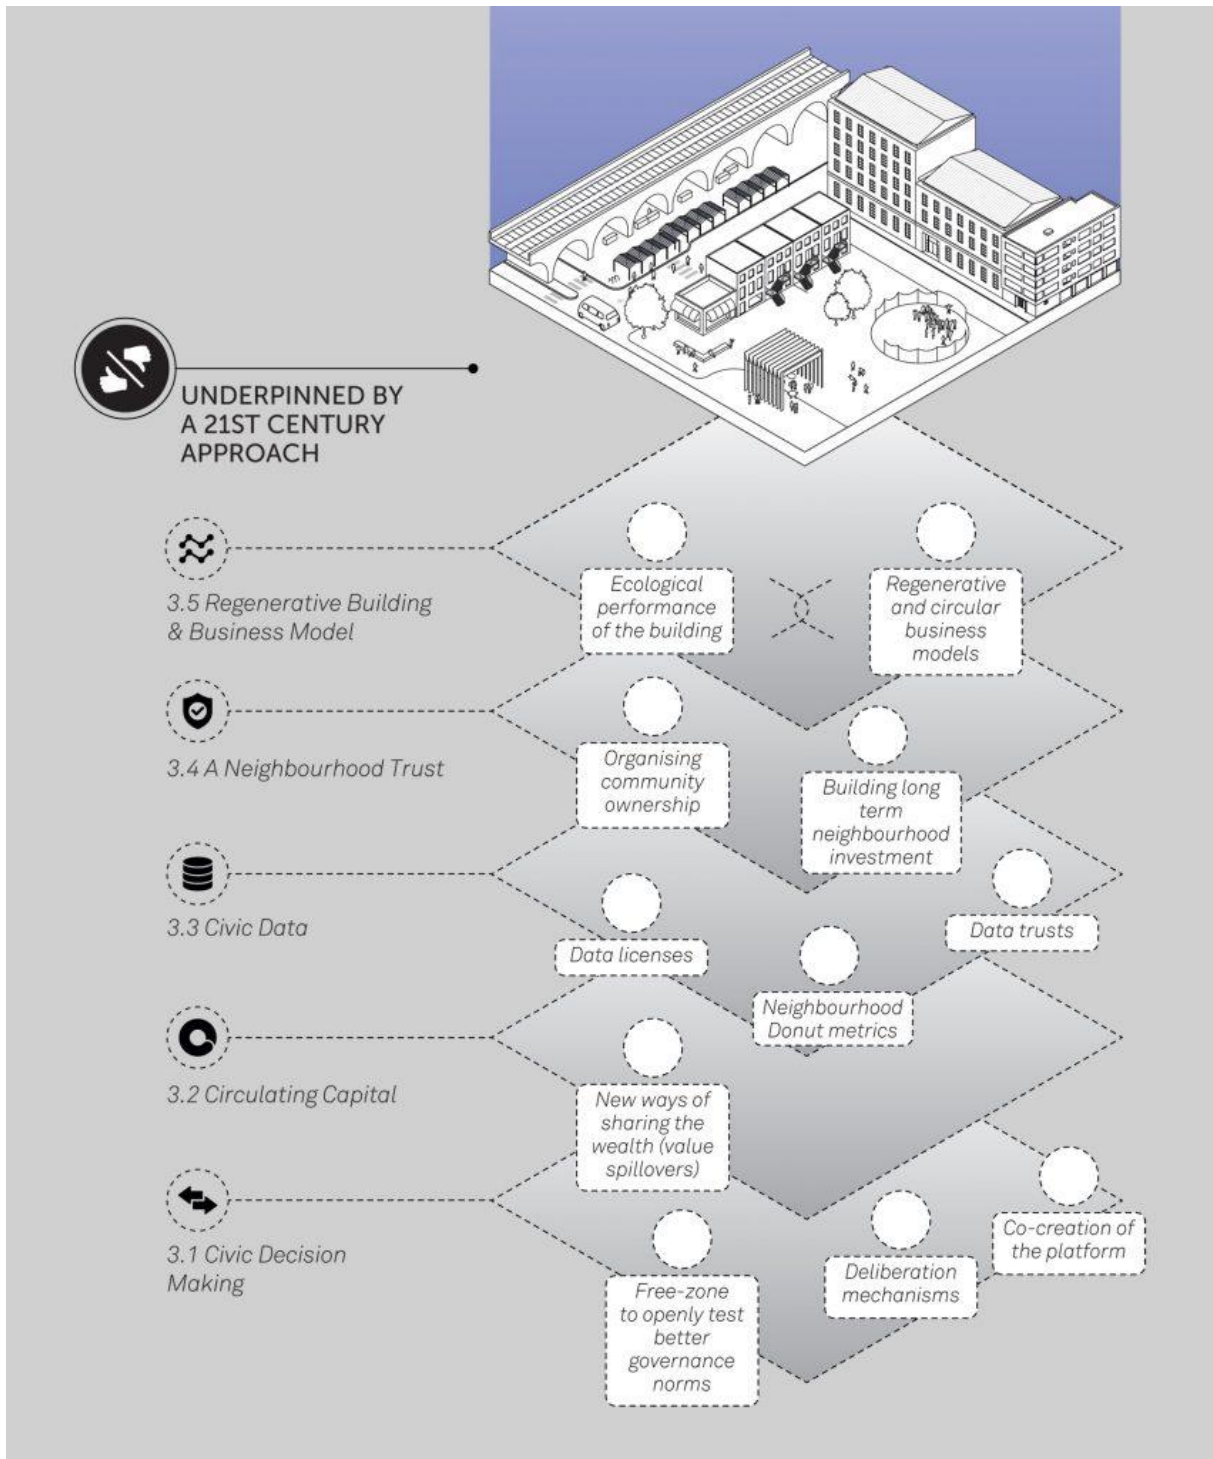 UNDERPINNED BY
A 21ST CENTURY
APPROACH
3.5 Regenerative Building
& Business Model
Ecological
performance
of the building
Regenerative
and circular
business
models
3.4 A Neighbourhood Trust
Organising
community
ownership
Building long
term
neighbourhood
investment
3.3 Civic Data
Data licenses
Neighbourhood
Donut metrics
Data trusts
3.2 Circulating Capital
New ways of
sharing the
wealth (value
spillovers)
3.1 Civic Decision
Making
Free-zone
to openly test
better
governance
norms
Deliberation
mechanisms
Co-creation of
the platform